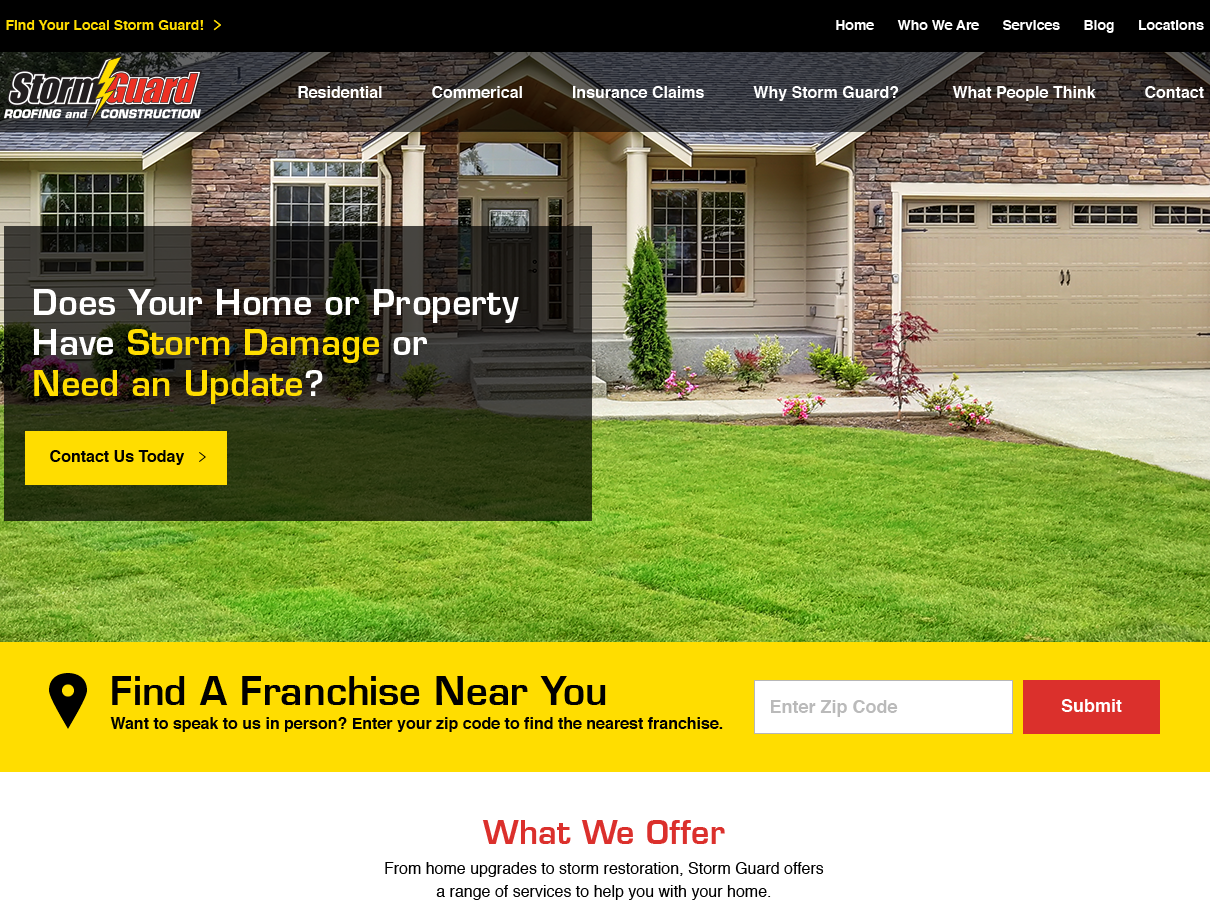 Find Your Local Storm Guard!
Home Who We Are Services Blog Locations
Storm Guard
ROOFING and CONSTRUCTION
Residential Commerical Insurance Claims Why Storm Guard? What People Think Contact
Does Your Home or Property
Have Storm Damage or
Need an Update?
Contact Us Today
Find A Franchise Near You
Want to speak to us in person? Enter your zip code to find the nearest franchise.
Enter Zip Code
Submit
What We Offer
From home upgrades to storm restoration, Storm Guard offers
a range of services to help you with your home.